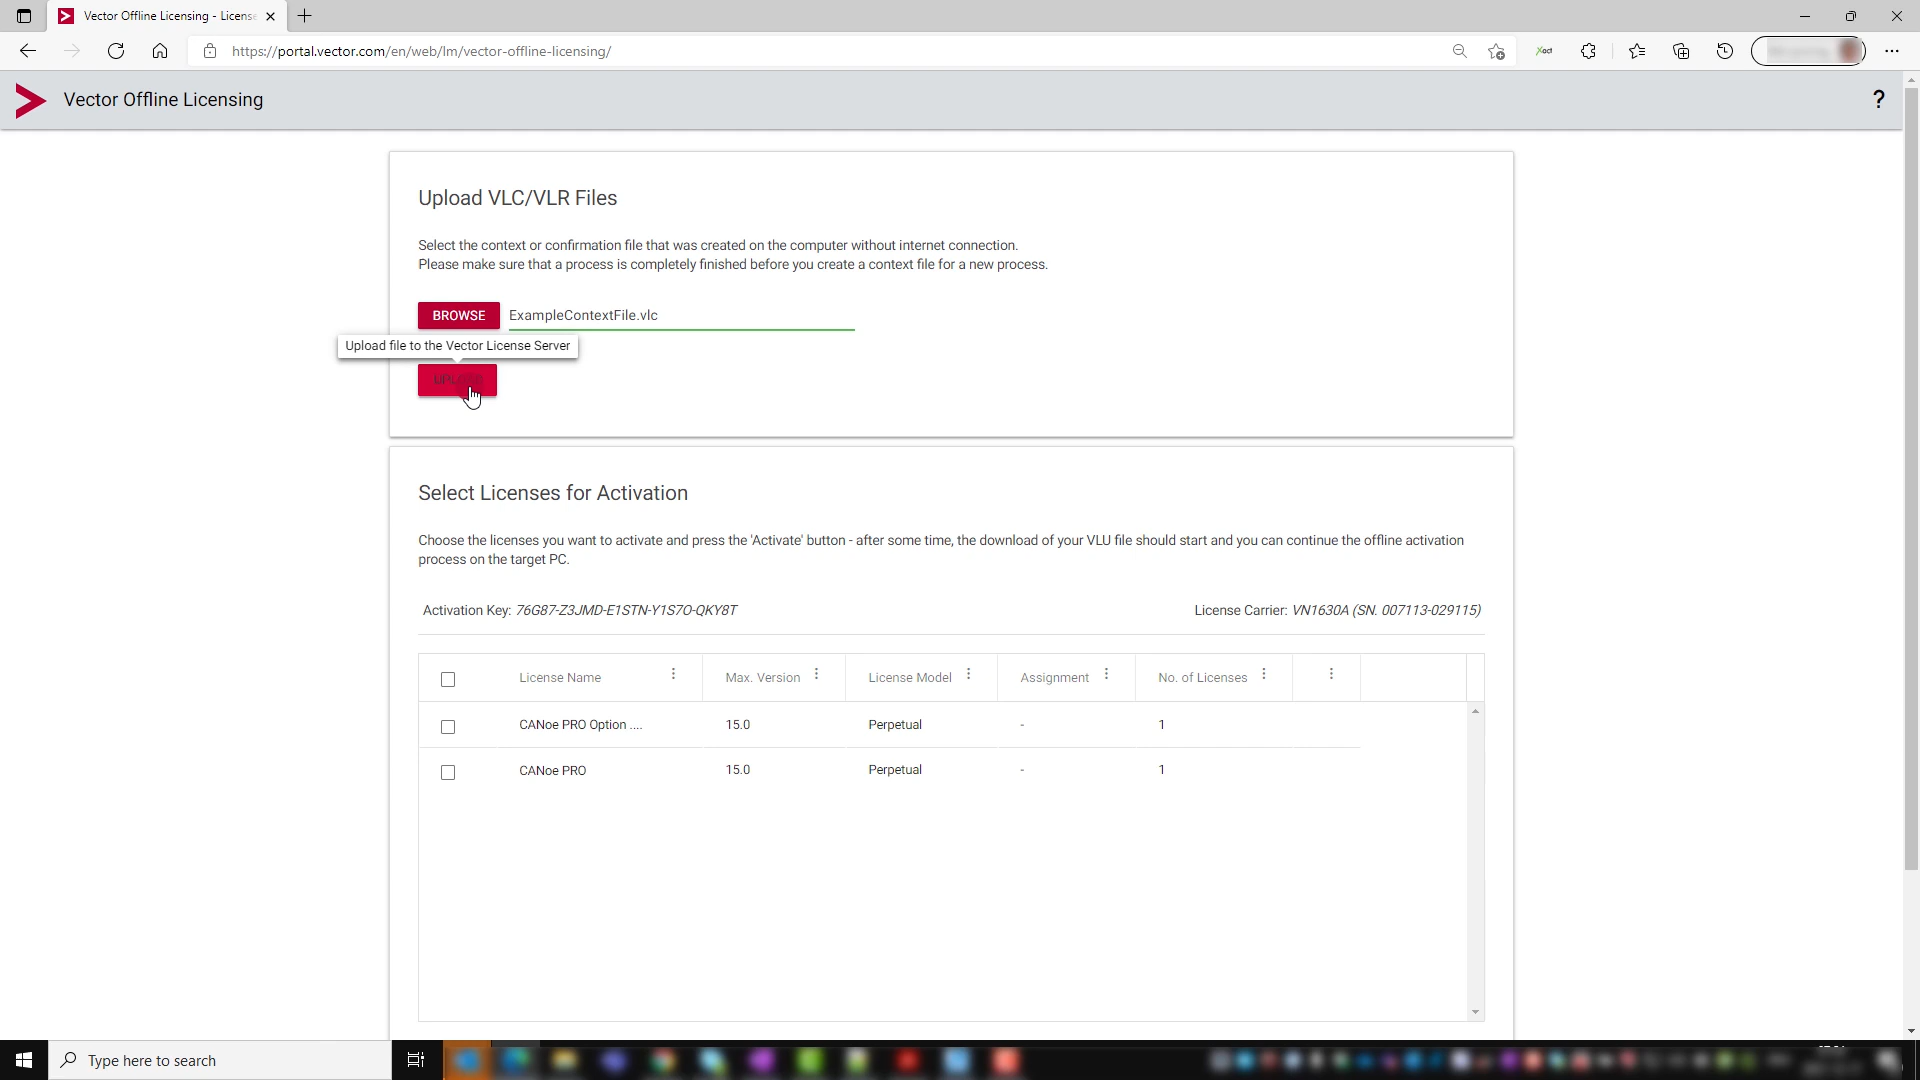 Vector Offline Licensing - License
https://portal.vector.com/en/web/lm/vector-offline-licensing/
Xact
Vector Offline Licensing
?
Upload VLC/VLR Files
Select the context or confirmation file that was created on the computer without internet connection.
Please make sure that a process is completely finished before you create a context file for a new process.
BROWSE ExampleContextFile.vlc
Upload file to the Vector License Server
UPLOAD
Select Licenses for Activation
Choose the licenses you want to activate and press the 'Activate' button - after some time, the download of your VLU file should start and you can continue the offline activation
process on the target PC.
Activation Key: 76G87-Z3JMD-E1STN-Y1S7O-QKY8T License Carrier: VN1630A (SN. 007113-029115)
License Name Max. Version License Model Assignment No. of Licenses
CANoe PRO Option .... 15.0 Perpetual - 1
CANoe PRO 15.0 Perpetual - 1
Type here to search